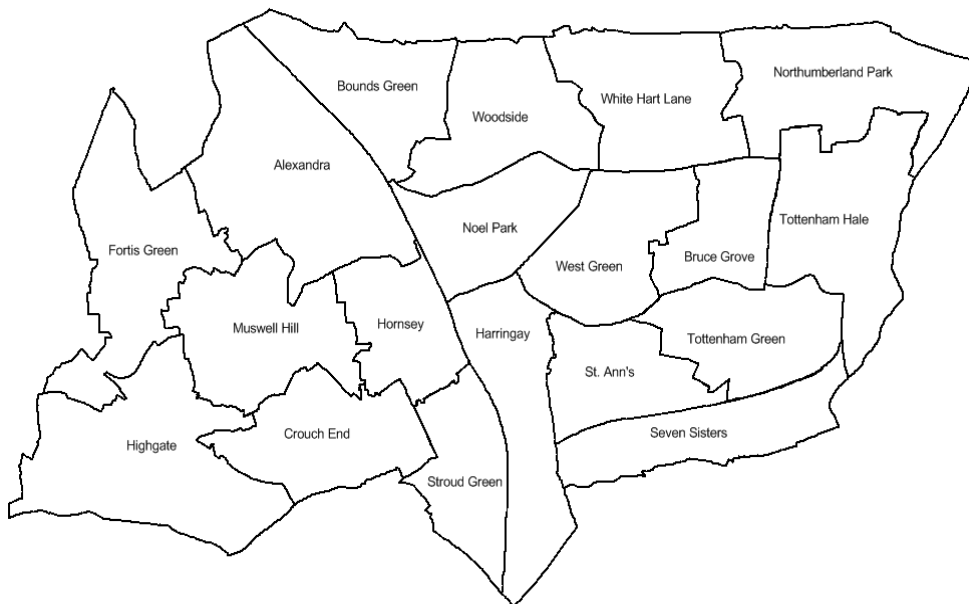 Northumberland Park
Bounds Green
White Hart Lane
Woodside
Alexandra
Tottenham Hale
Noel Park
Fortis Green
Bruce Grove
West Green
Muswell Hill
Hornsey
Harringay
Tottenham Green
St. Ann's
Crouch End
Seven Sisters
Highgate
Stroud Green